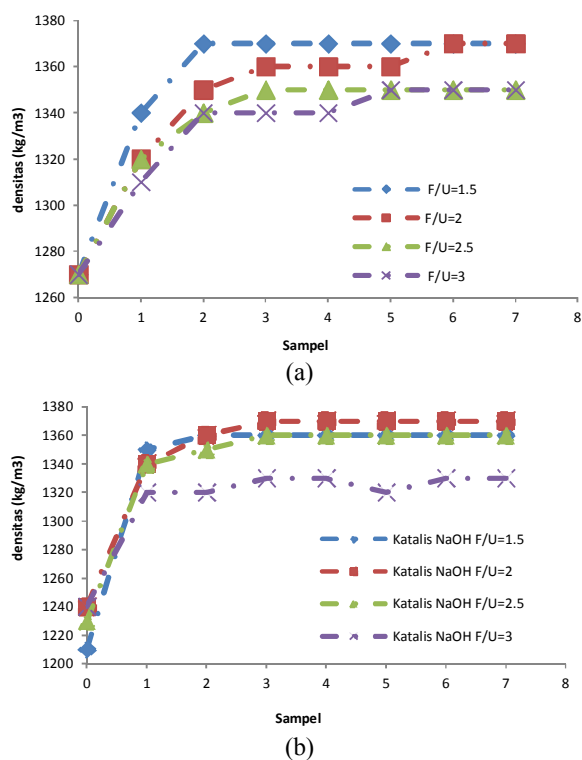 densitas (kg/m3)
1380
1360
1340
1320
1300
1280
1260
0 1 2 3 4 5 6 7 8
Sampel
F/U=1.5
F/U=2
F/U=2.5
F/U=3
(a)
densitas (kg/m3)
1380
1360
1340
1320
1300
1280
1260
1240
1220
1200
0 1 2 3 4 5 6 7 8
Sampel
Katalis NaOH F/U=1.5
Katalis NaOH F/U=2
Katalis NaOH F/U=2.5
Katalis NaOH F/U=3
(b)